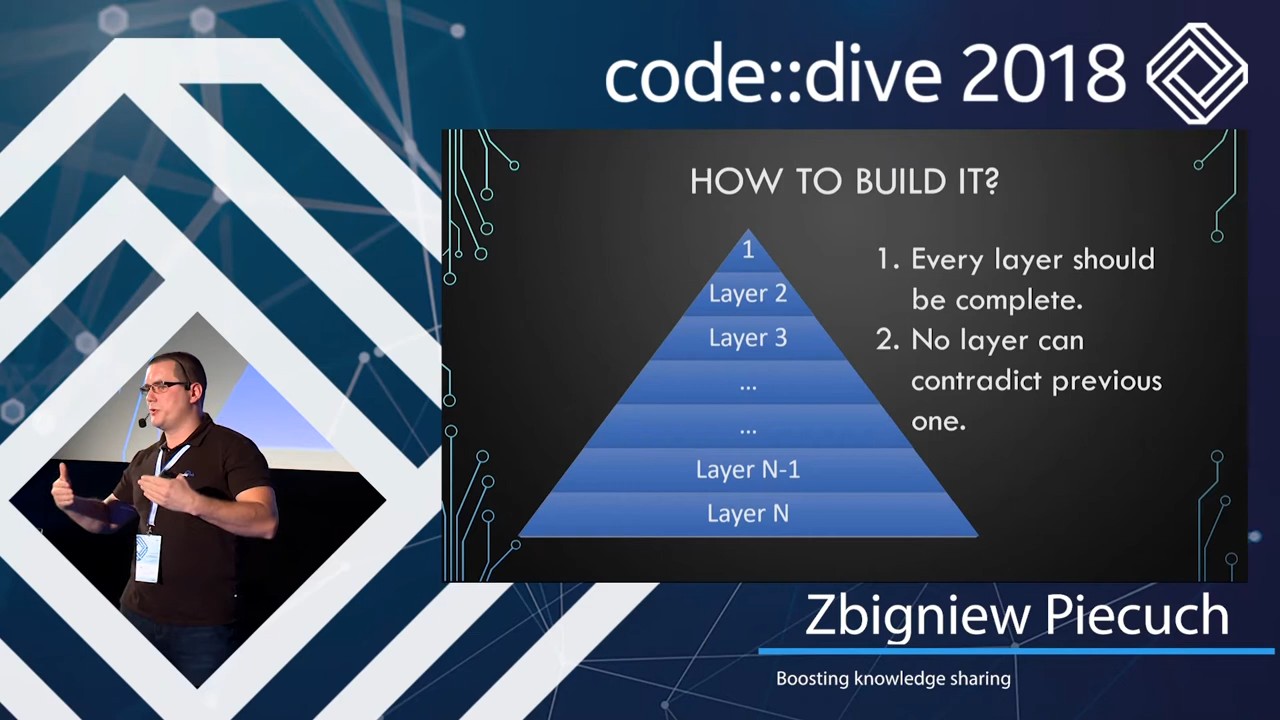 code::dive 2018
HOW TO BUILD IT?
1
Layer 2
Layer 3
...
...
Layer N-1
Layer N
1. Every layer should
be complete.
2. No layer can
contradict previous
one.
Zbigniew Piecuch
Boosting knowledge sharing